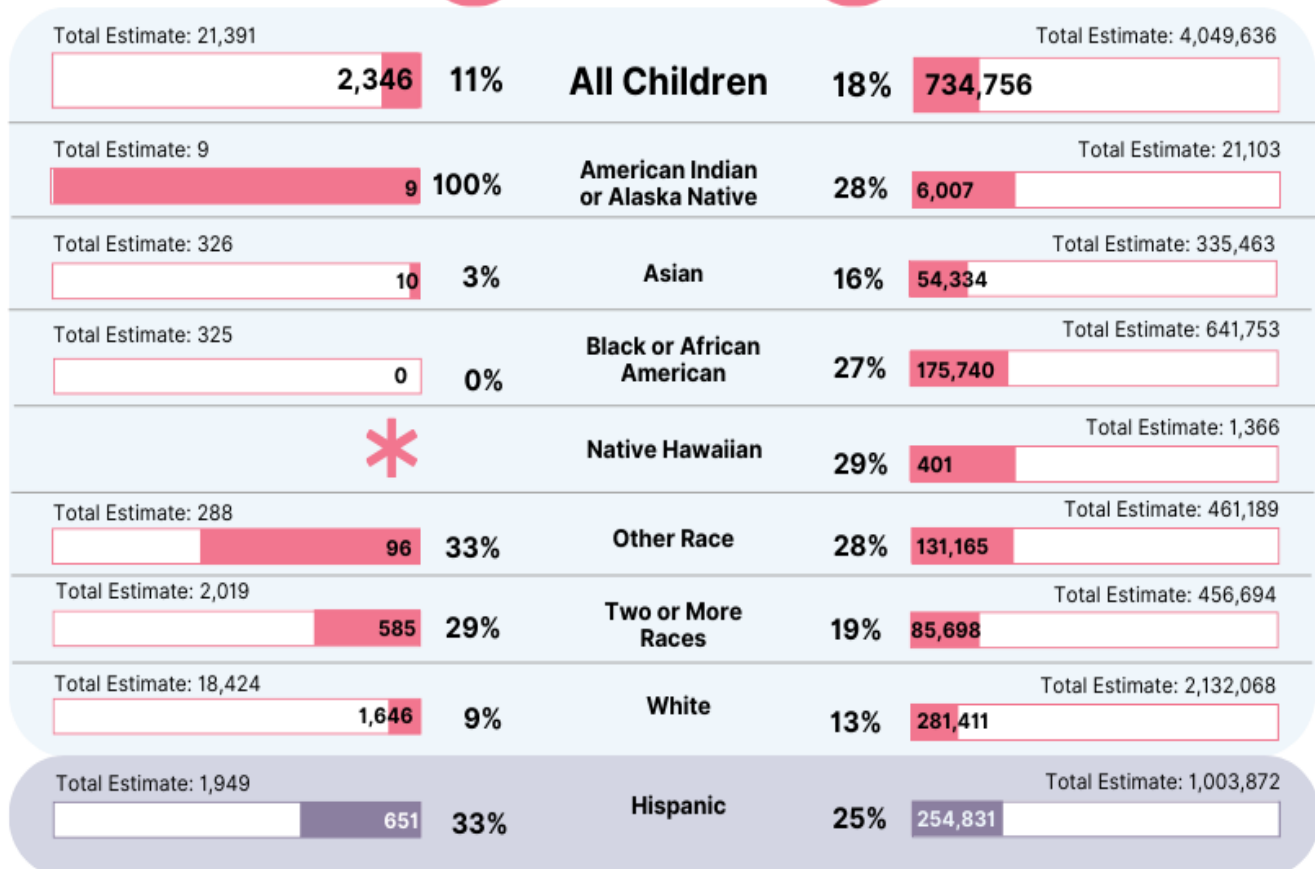 Total Estimate: 21,391
Total Estimate: 4,049,636
2,346 11% All Children 18% 734,756
Total Estimate: 9
Total Estimate: 21,103
9 100% American Indian
or Alaska Native 28% 6,007
Total Estimate: 326
Total Estimate: 335,463
10 3% Asian 16% 54,334
Total Estimate: 325
Total Estimate: 641,753
0 0% Black or African
American 27% 175,740
Total Estimate: 1,366
* Native Hawaiian 29% 401
Total Estimate: 288
Total Estimate: 461,189
96 33% Other Race 28% 131,165
Total Estimate: 2,019
Total Estimate: 456,694
585 29% Two or More
Races 19% 85,698
Total Estimate: 18,424
Total Estimate: 2,132,068
1,646 9% White 13% 281,411
Total Estimate: 1,949
Total Estimate: 1,003,872
651 33% Hispanic 25% 254,831